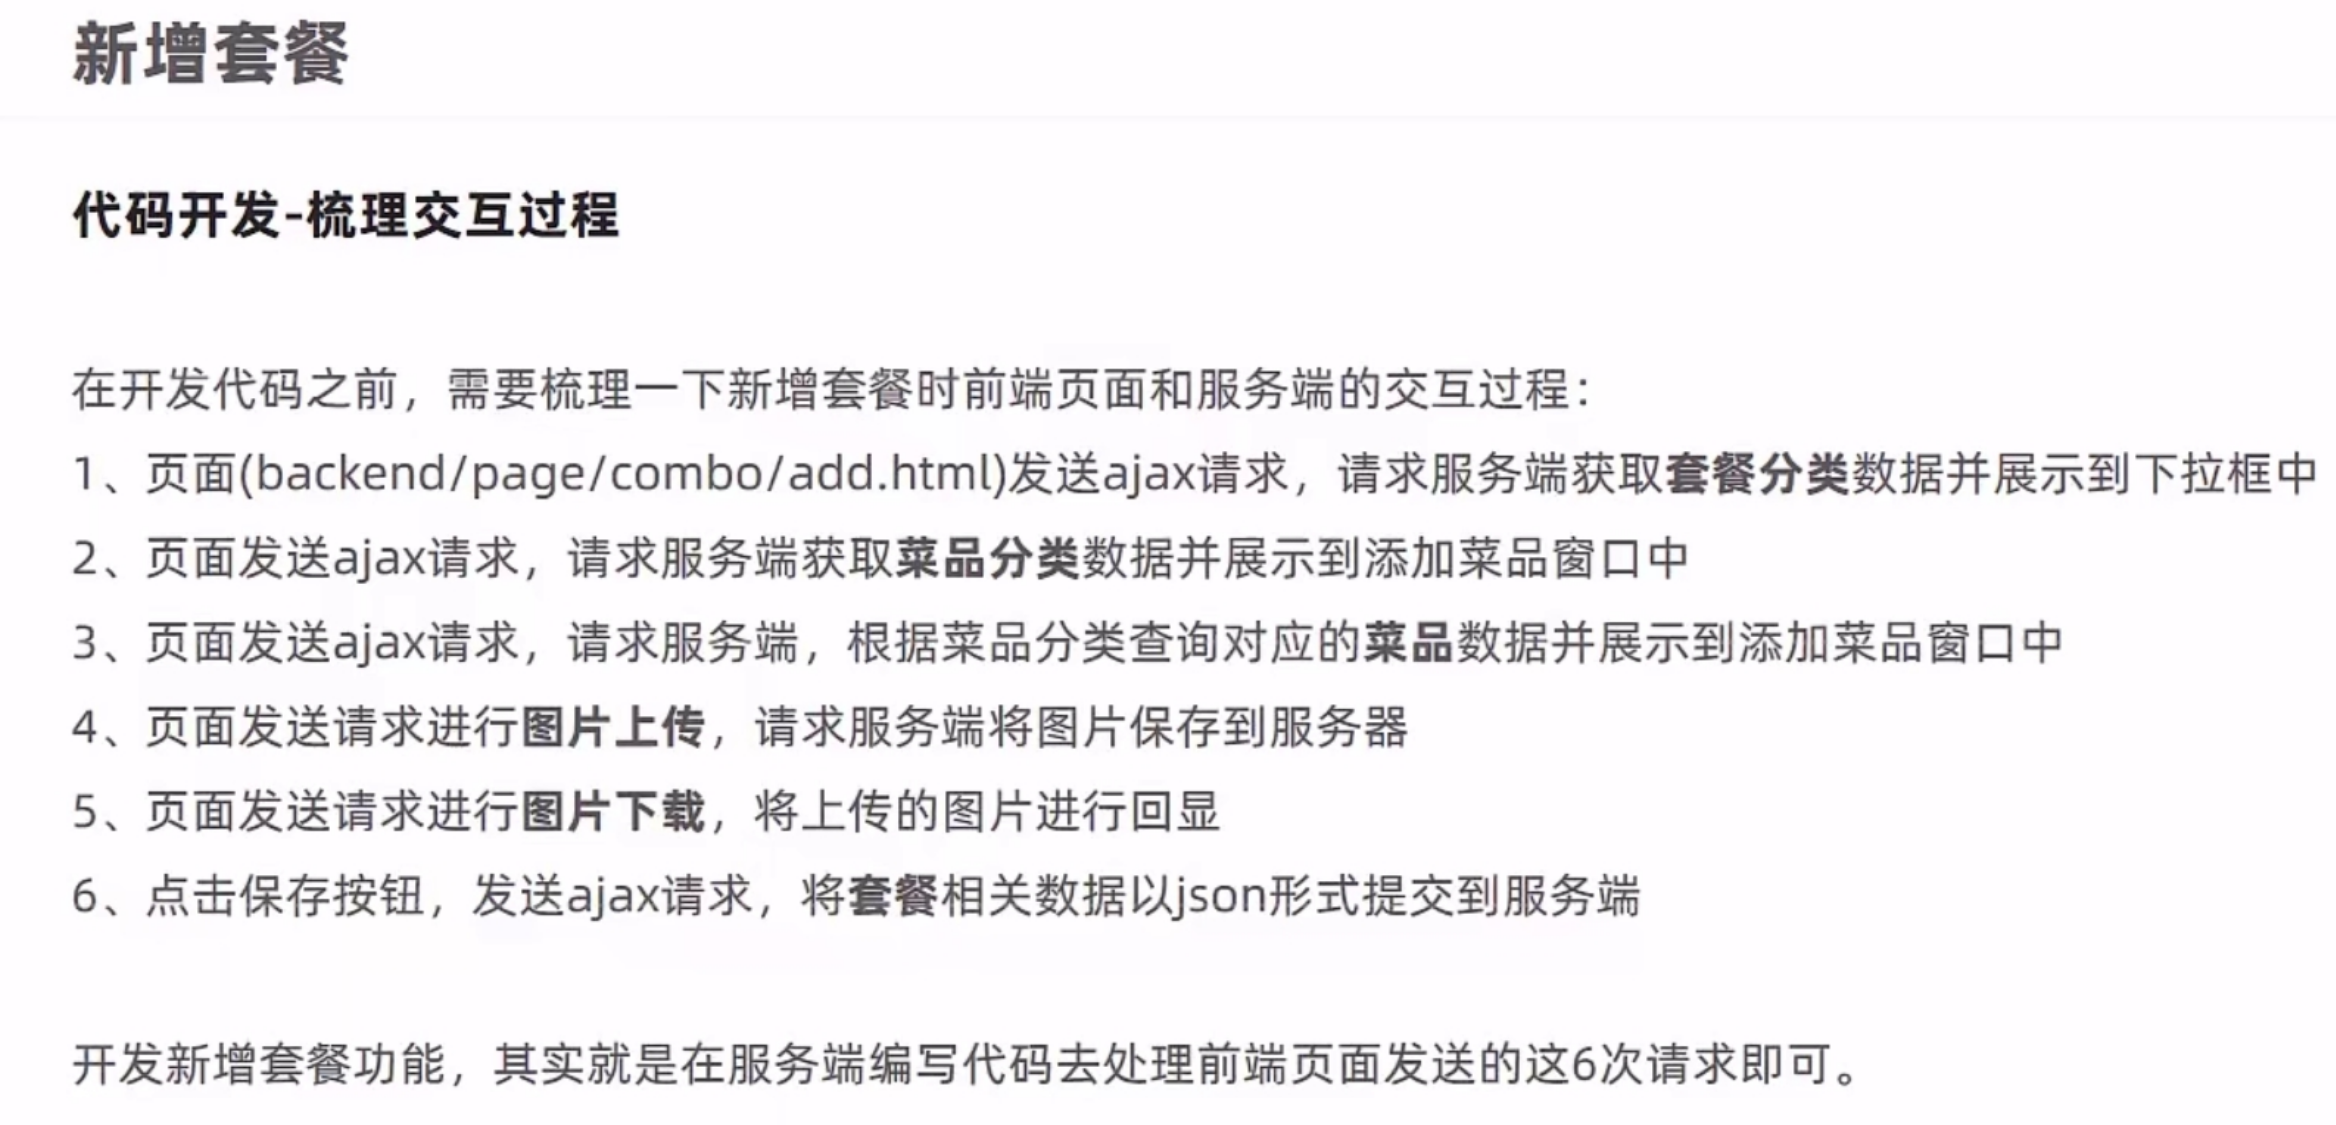 新增套餐
代码开发-梳理交互过程
在开发代码之前，需要梳理一下新增套餐时前端页面和服务端的交互过程：
1、页面(backend/page/combo/add.html)发送ajax请求，请求服务端获取套餐分类数据并展示到下拉框中
2、页面发送ajax请求，请求服务端获取菜品分类数据并展示到添加菜品窗口中
3、页面发送ajax请求，请求服务端，根据菜品分类查询对应的菜品数据并展示到添加菜品窗口中
4、页面发送请求进行图片上传，请求服务端将图片保存到服务器
5、页面发送请求进行图片下载，将上传的图片进行回显
6、点击保存按钮，发送ajax请求，将套餐相关数据以json形式提交到服务端
开发新增套餐功能，其实就是在服务端编写代码去处理前端页面发送的这6次请求即可。